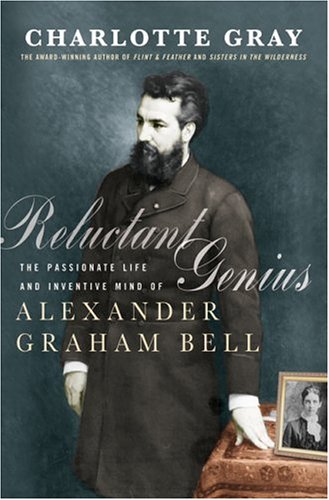 CHARLOTTE GRAY
THE AWARD-WINNING AUTHOR OF FLINT & FEATHER AND SISTERS IN THE WILDERNESS
Reluctant
Genius
THE PASSIONATE LIFE
AND INVENTIVE MIND OF
ALEXANDER
GRAHAM BELL